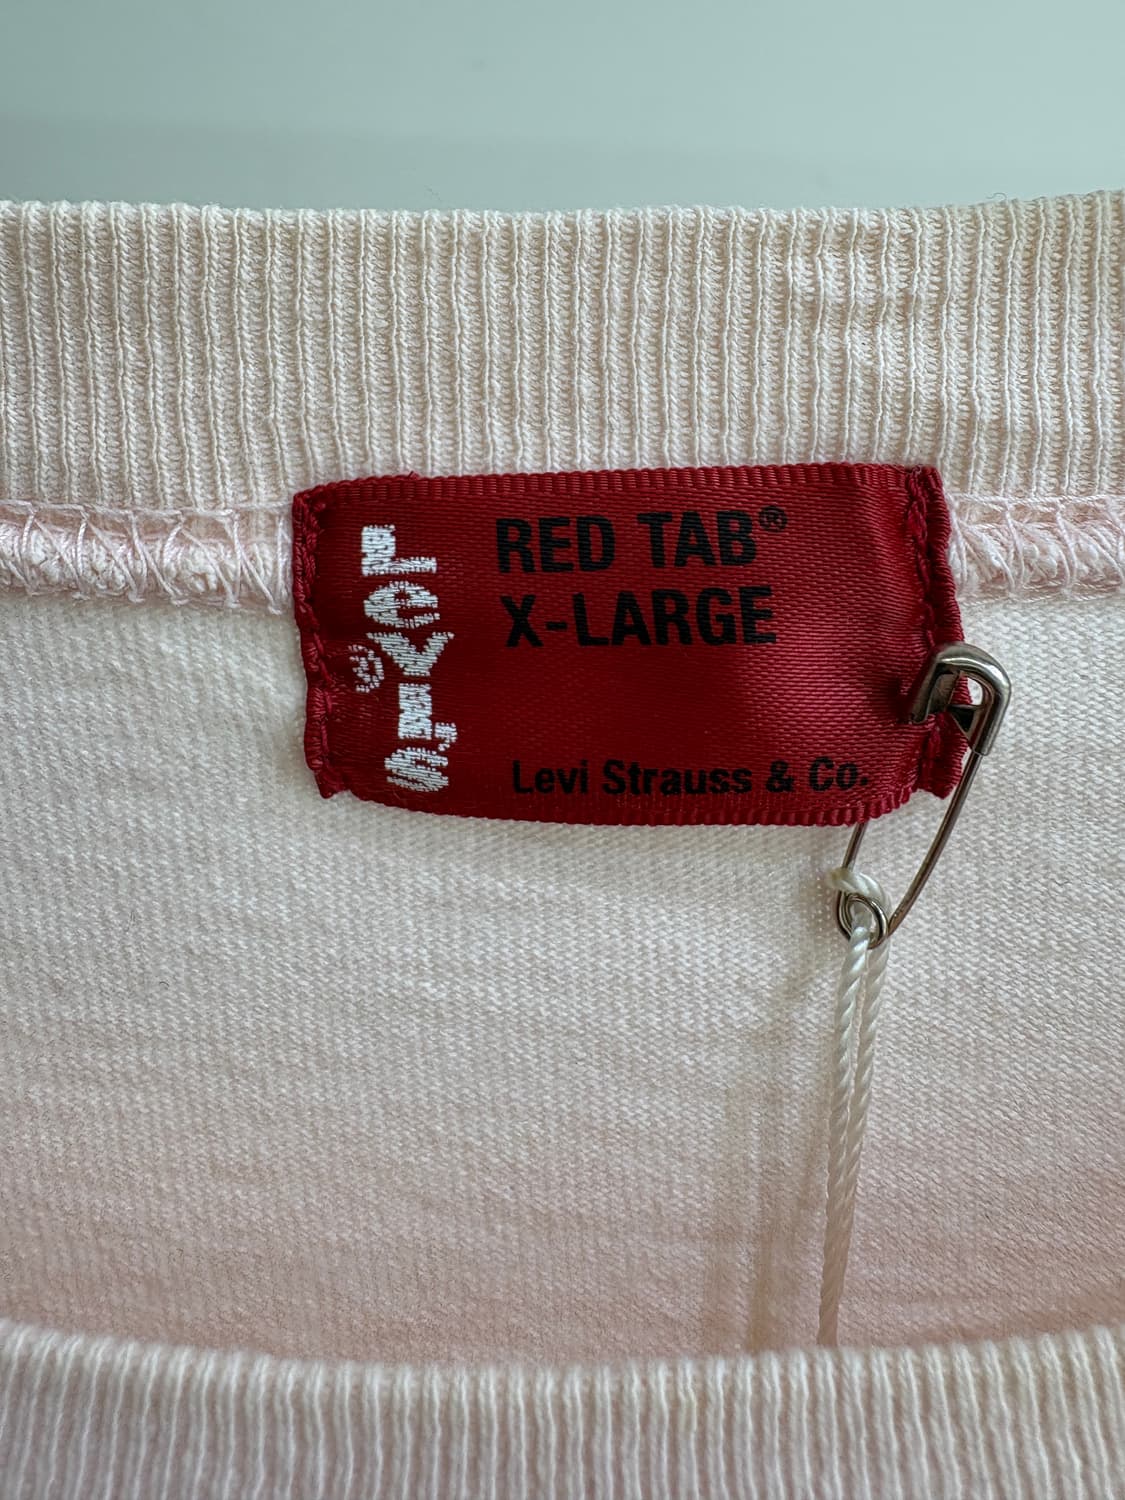 Levi's®
RED TAB®
X-LARGE
Levi Strauss & Co.